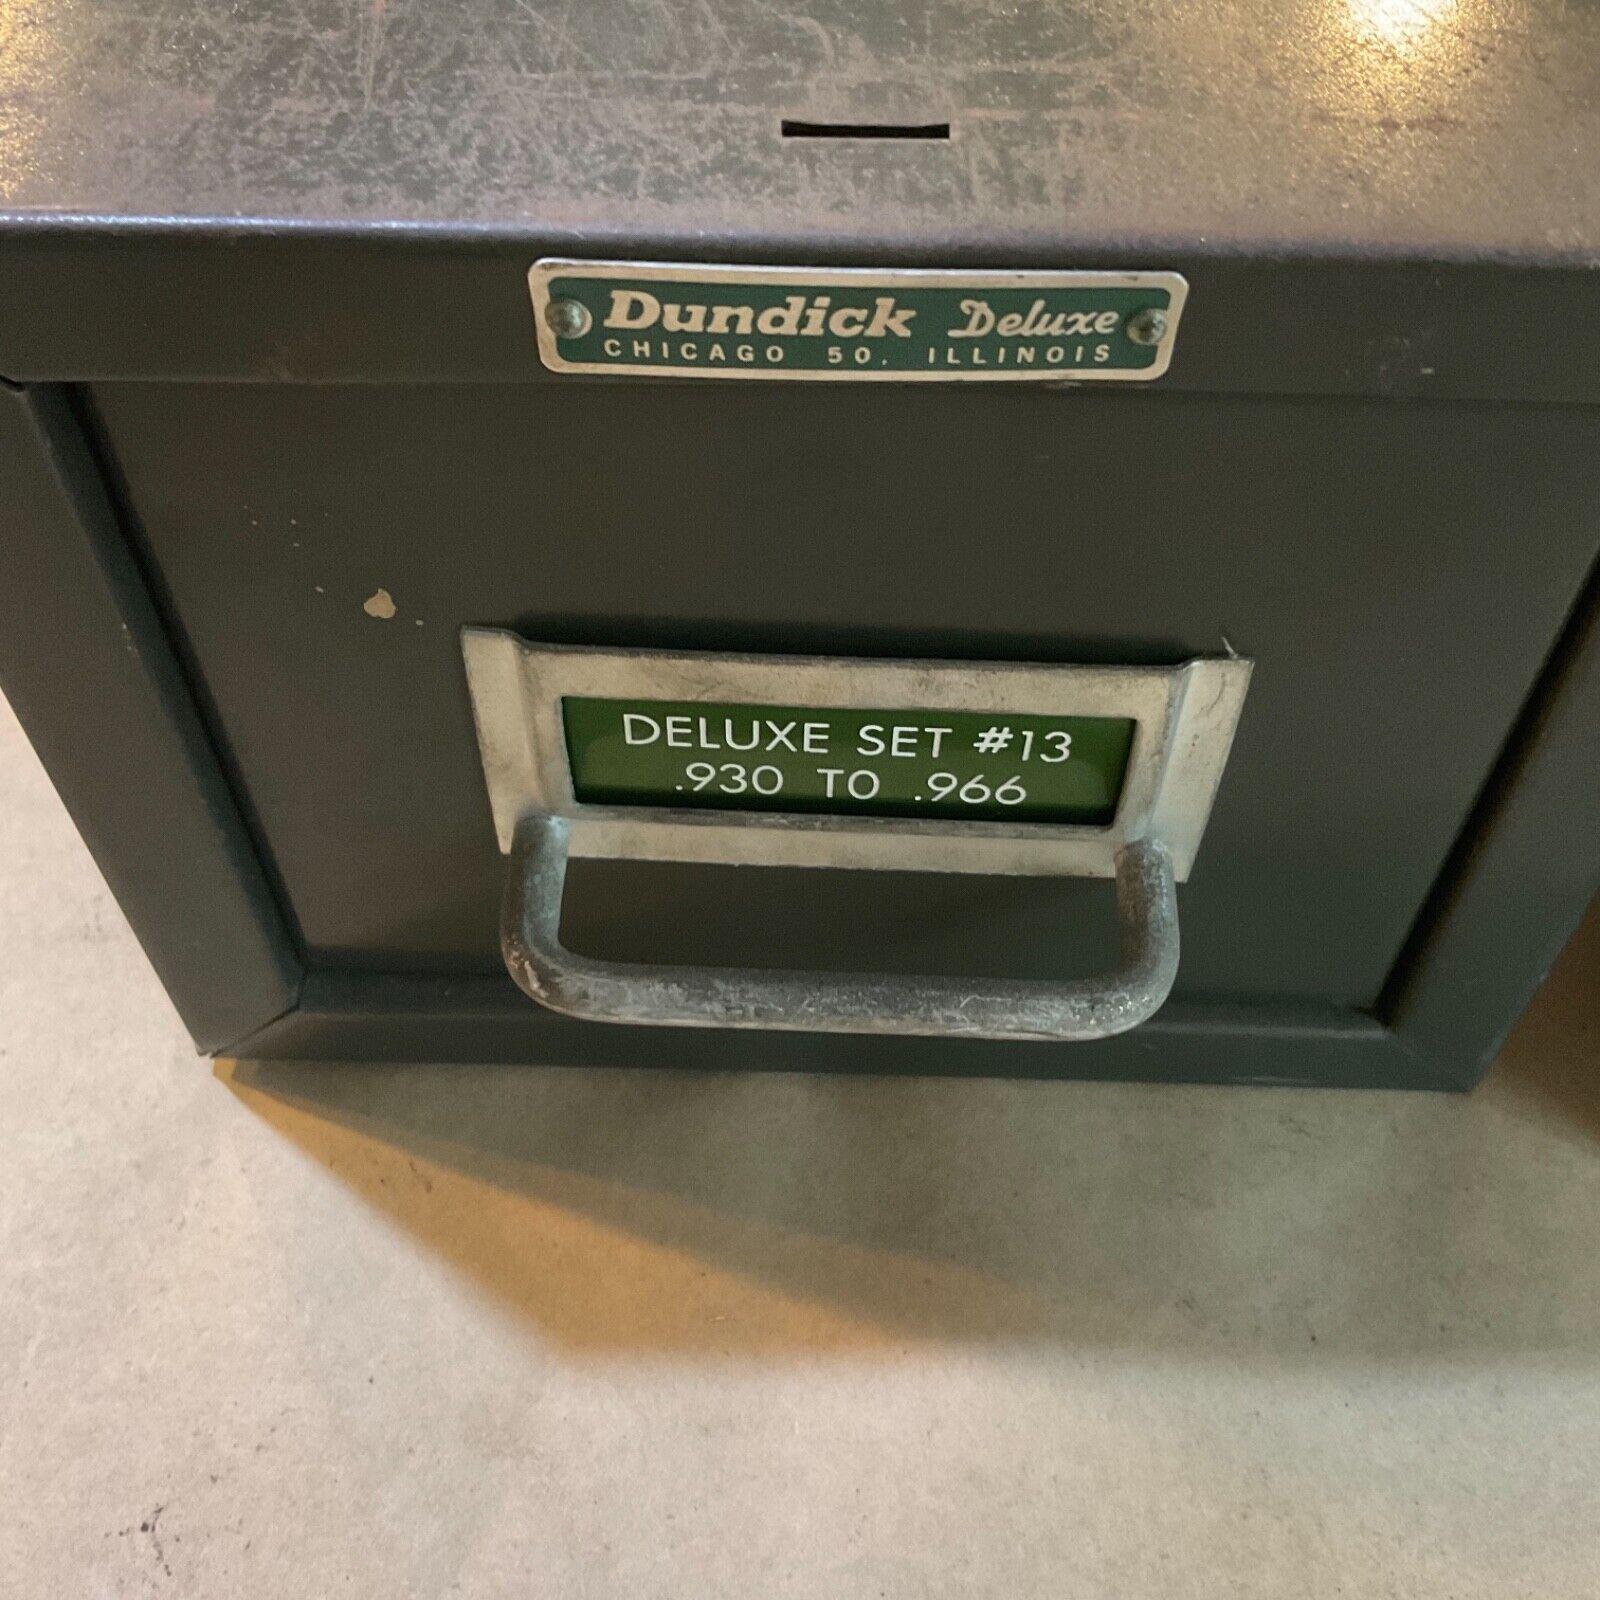 Dundick Deluxe
CHICAGO 50, ILLINOIS
DELUXE SET #13
.930 TO .966